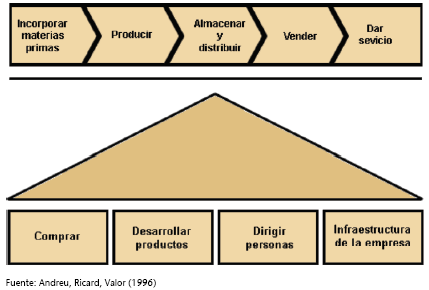 Incorporar
materias
primas
Producir
Almacenar
y
distribuir
Vender
Dar
sevicio
Comprar
Desarrollar
productos
Dirigir
personas
Infraestructura
de la empresa
Fuente: Andreu, Ricard, Valor (1996)